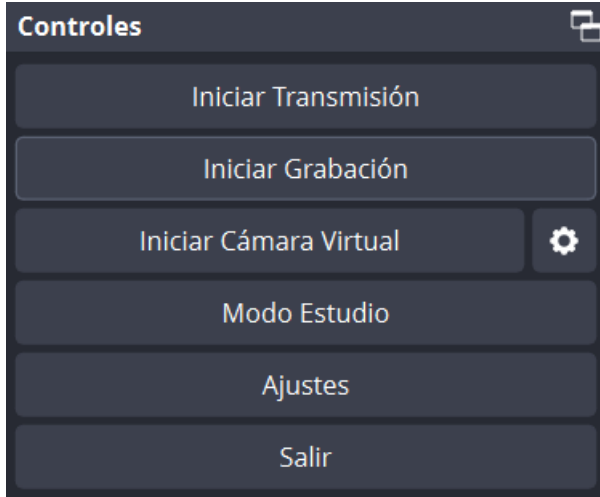 Controles
Iniciar Transmisión
Iniciar Grabación
Iniciar Cámara Virtual
Modo Estudio
Ajustes
Salir